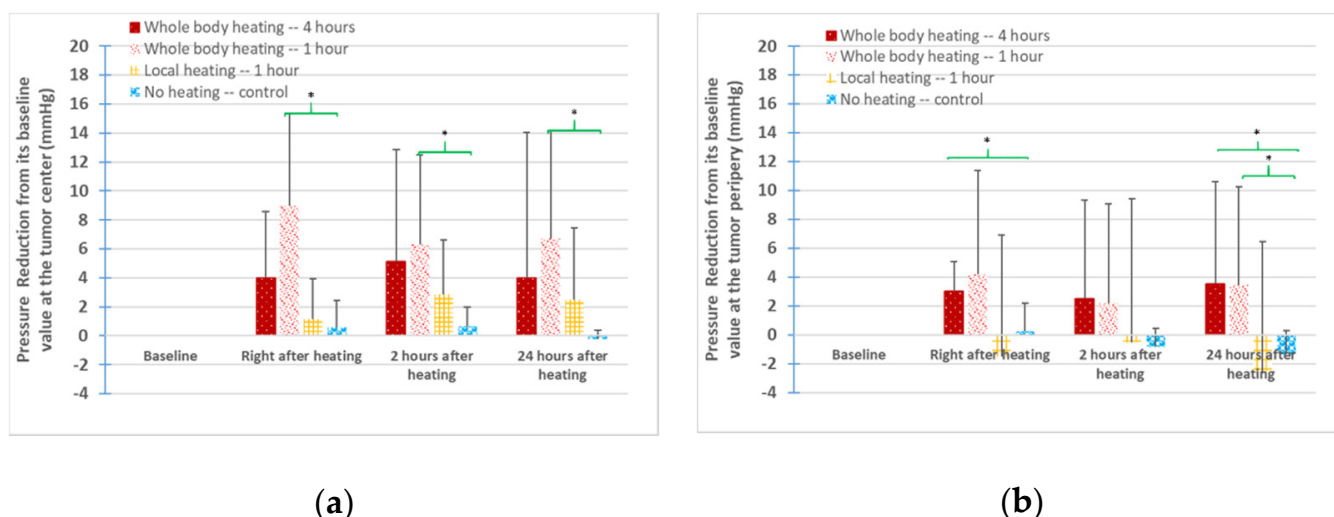 Whole body heating -- 4 hours
Whole body heating -- 1 hour
Local heating -- 1 hour
No heating -- control
Pressure Reduction from its baseline
value at the tumor center (mmHg)
20
18
16
14
12
10
8
6
4
2
0
-2
-4
*
*
*
Baseline
Right after heating
2 hours after
heating
24 hours after
heating
(a)
Whole body heating -- 4 hours
Whole body heating -- 1 hour
Local heating -- 1 hour
No heating -- control
Pressure Reduction from its baseline
value at the tumor peripery (mmHg)
20
18
16
14
12
10
8
6
4
2
0
-2
-4
*
*
*
Baseline
Right after heating
2 hours after
heating
24 hours after
heating
(b)